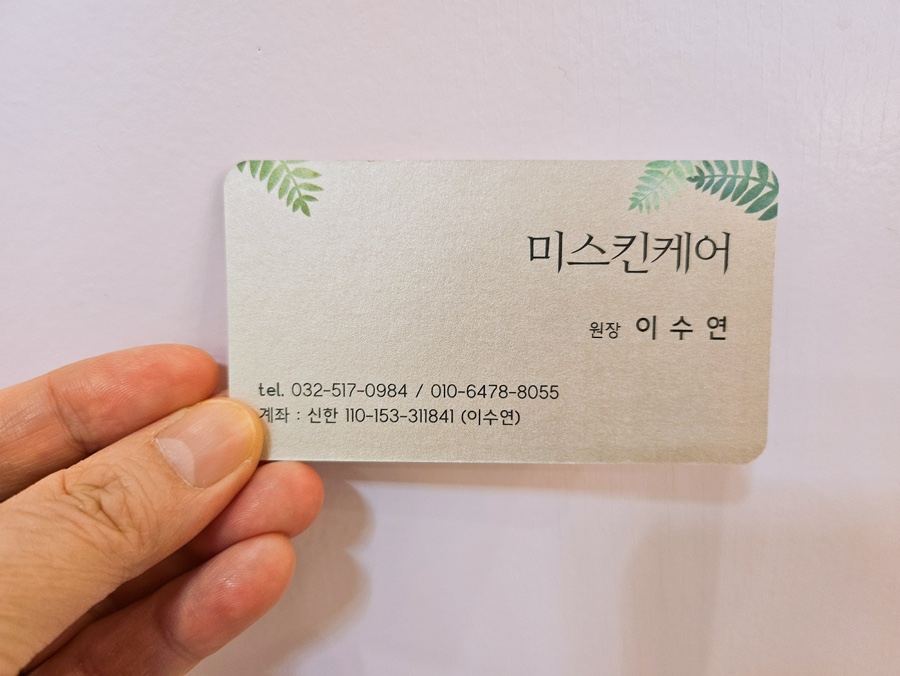 미스킨케어
원장 이수연
tel. 032-517-0984 / 010-6478-8055
계좌 : 신한 110-153-311841 (이수연)